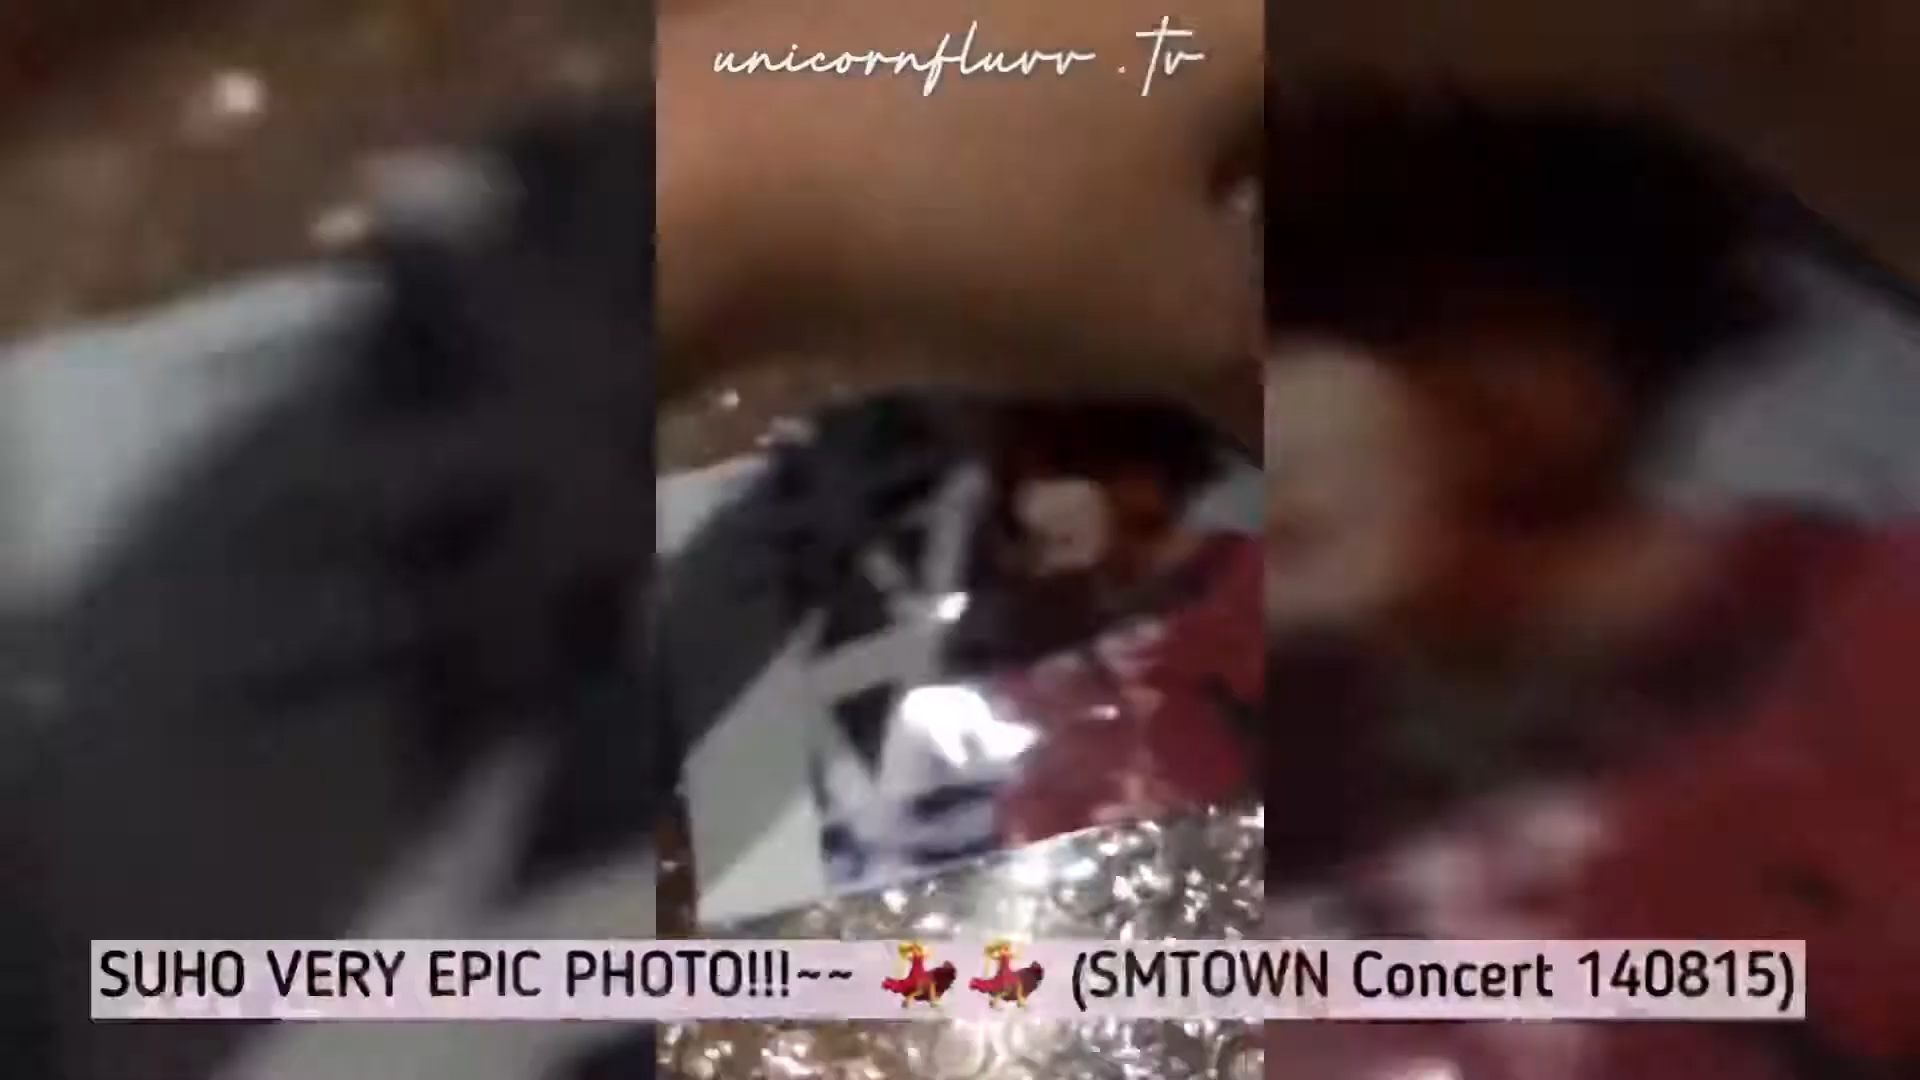 unicornfluvv .tv
SUHO VERY EPIC PHOTO!!!~~ 💃💃 (SMTOWN Concert 140815)